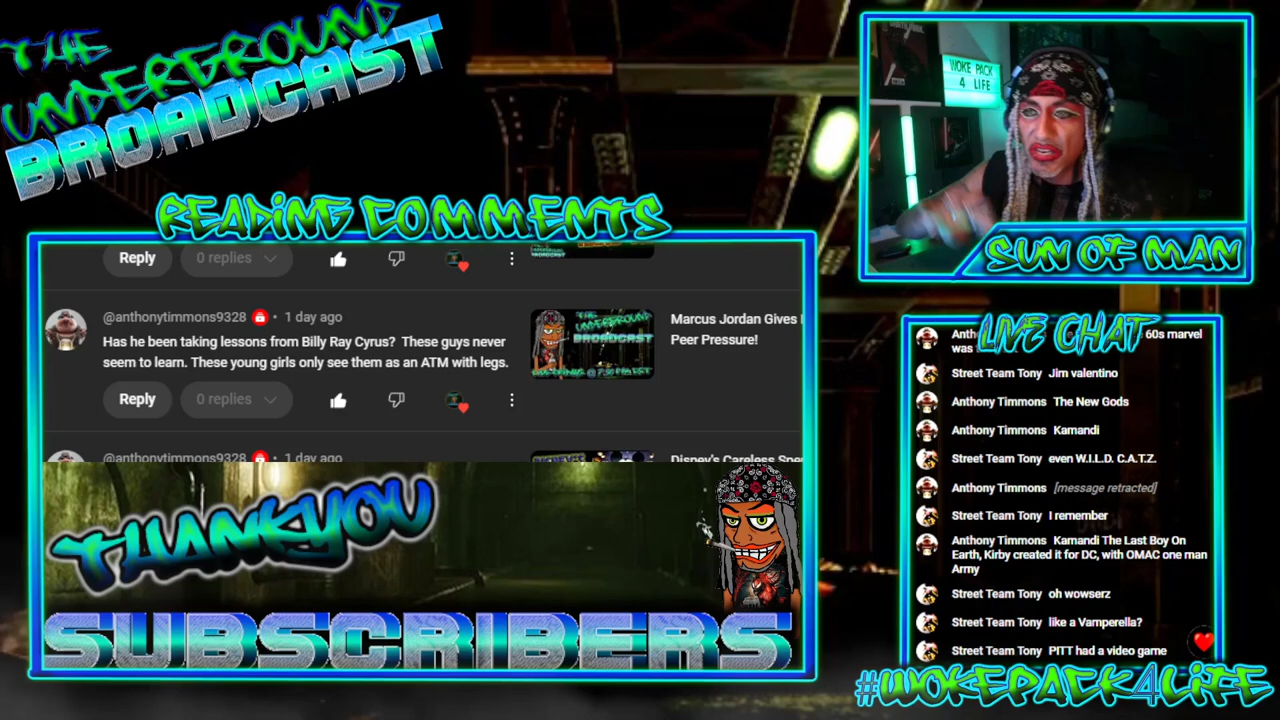 THE
UNDERGROUND
BROADCAST
WOKE PACK
4 LIFE
READING COMMENTS
SUN OF MAN
Reply
0 replies
@anthonytimmons9328 • 1 day ago
Has he been taking lessons from Billy Ray Cyrus? These guys never
seem to learn. These young girls only see them as an ATM with legs.
Marcus Jordan Gives
Peer Pressure!
THE UNDERGROUND
BROADCAST
Reply
0 replies
@anthonytimmons9328 • 1 day ago
Disney's Careless
THANKYOU
SUBSCRIBERS
LIVE CHAT
60s marvel
was
Street Team Tony Jim valentino
Anthony Timmons The New Gods
Anthony Timmons Kamandi
Street Team Tony even W.I.L.D. C.A.T.Z.
Anthony Timmons [message retracted]
Street Team Tony I remember
Anthony Timmons Kamandi The Last Boy On
Earth, Kirby created it for DC, with OMAC one man
Army
Street Team Tony oh wowserz
Street Team Tony like a Vamperella?
Street Team Tony PITT had a video game
#WOKEPACK4LIFE